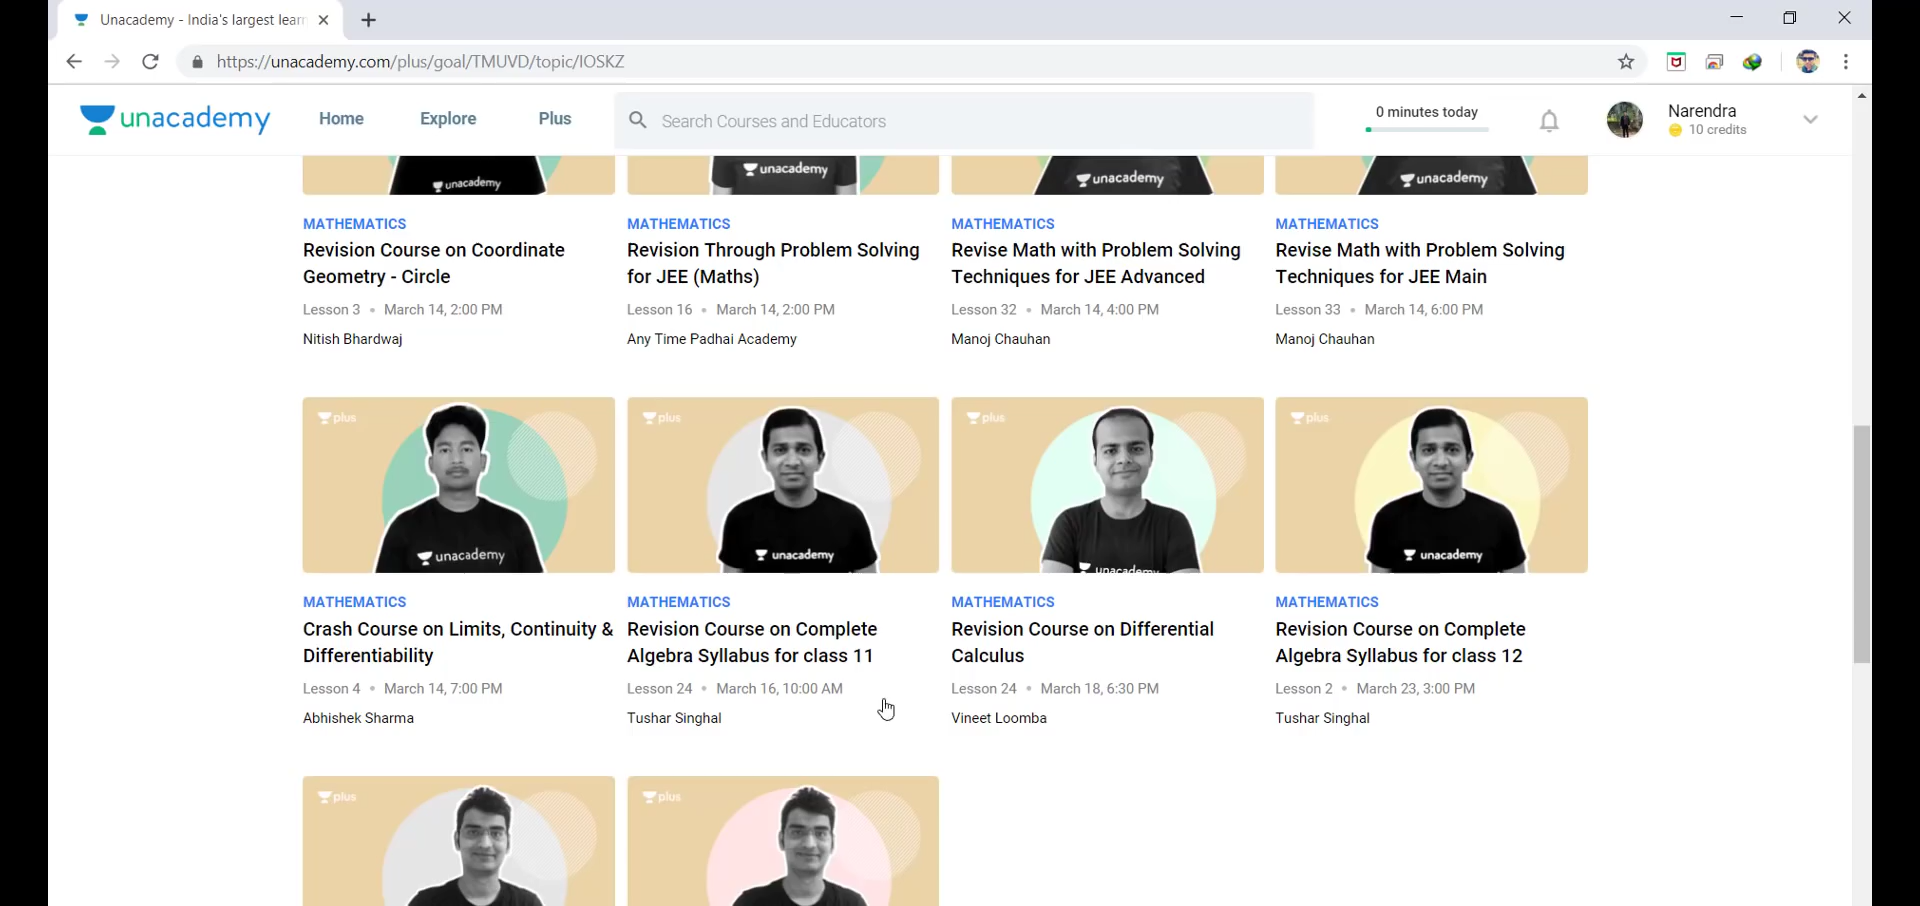 Unacademy - India's largest lear
https://unacademy.com/plus/goal/TMUVD/topic/IOSKZ
unacademy
Home
Explore
Plus
Search Courses and Educators
0 minutes today
Narendra
10 credits
unacademy
unacademy
unacademy
unacademy
MATHEMATICS
Revision Course on Coordinate
Geometry - Circle
Lesson 3 • March 14, 2:00 PM
Nitish Bhardwaj
MATHEMATICS
Revision Through Problem Solving
for JEE (Maths)
Lesson 16 • March 14, 2:00 PM
Any Time Padhai Academy
MATHEMATICS
Revise Math with Problem Solving
Techniques for JEE Advanced
Lesson 32 • March 14, 4:00 PM
Manoj Chauhan
MATHEMATICS
Revise Math with Problem Solving
Techniques for JEE Main
Lesson 33 • March 14, 6:00 PM
Manoj Chauhan
plus
unacademy
MATHEMATICS
Crash Course on Limits, Continuity &
Differentiability
Lesson 4 • March 14, 7:00 PM
Abhishek Sharma
plus
unacademy
MATHEMATICS
Revision Course on Complete
Algebra Syllabus for class 11
Lesson 24 • March 16, 10:00 AM
Tushar Singhal
plus
unacademy
MATHEMATICS
Revision Course on Differential
Calculus
Lesson 24 • March 18, 6:30 PM
Vineet Loomba
plus
unacademy
MATHEMATICS
Revision Course on Complete
Algebra Syllabus for class 12
Lesson 2 • March 23, 3:00 PM
Tushar Singhal
plus
plus